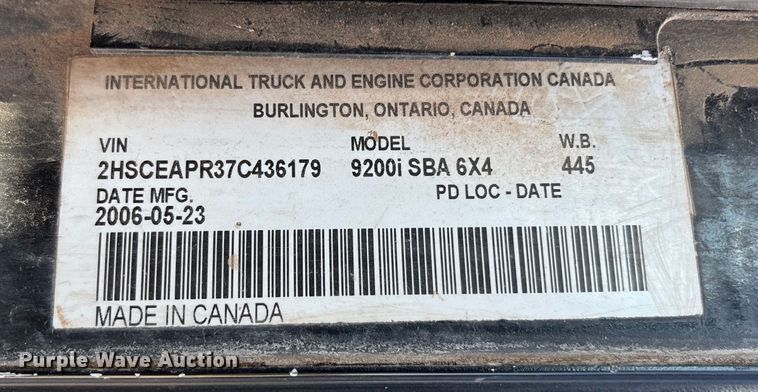 INTERNATIONAL TRUCK AND ENGINE CORPORATION CANADA
BURLINGTON, ONTARIO, CANADA
VIN MODEL W.B.
2HSCEAPR37C436179 9200i SBA 6X4 445
DATE MFG. PD LOC - DATE
2006-05-23
MADE IN CANADA
Purple Wave Auction